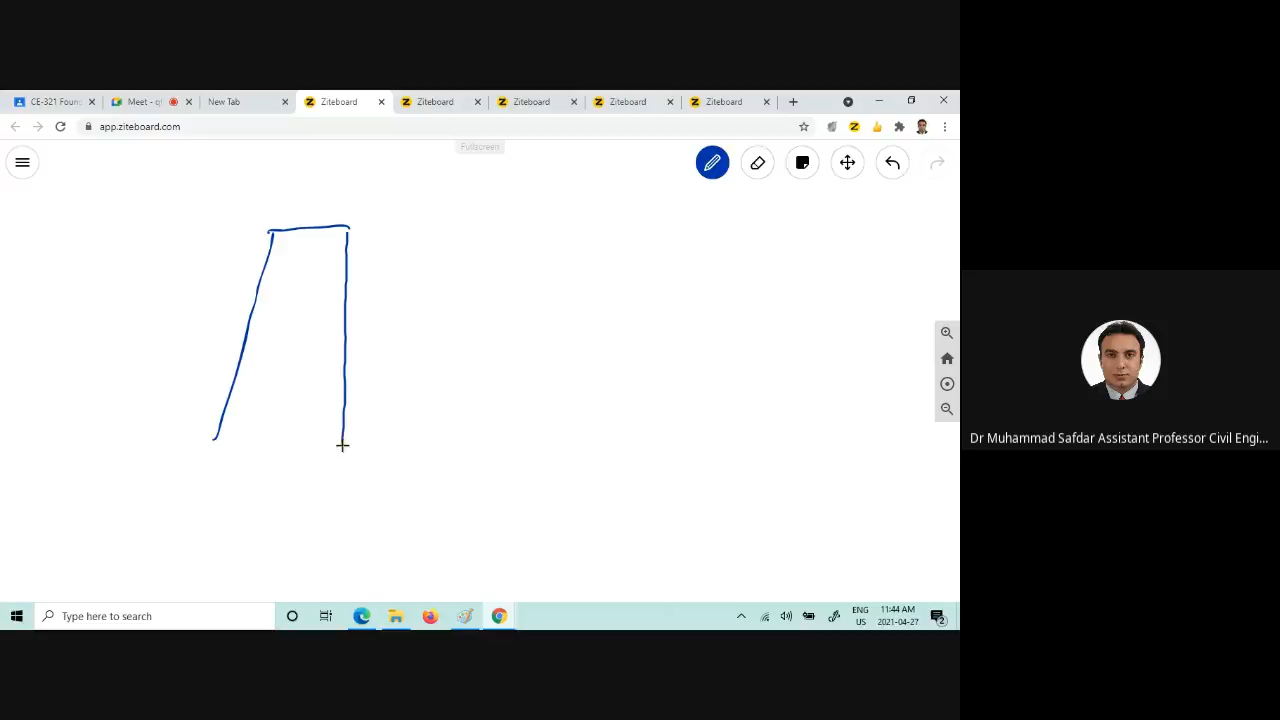 CE-321 Foun
Meet - q
New Tab
Ziteboard
Ziteboard
Ziteboard
Ziteboard
Ziteboard
app.ziteboard.com
Fullscreen
Dr Muhammad Safdar Assistant Professor Civil Engi...
Type here to search
ENG
US
11:44 AM
2021-04-27
2